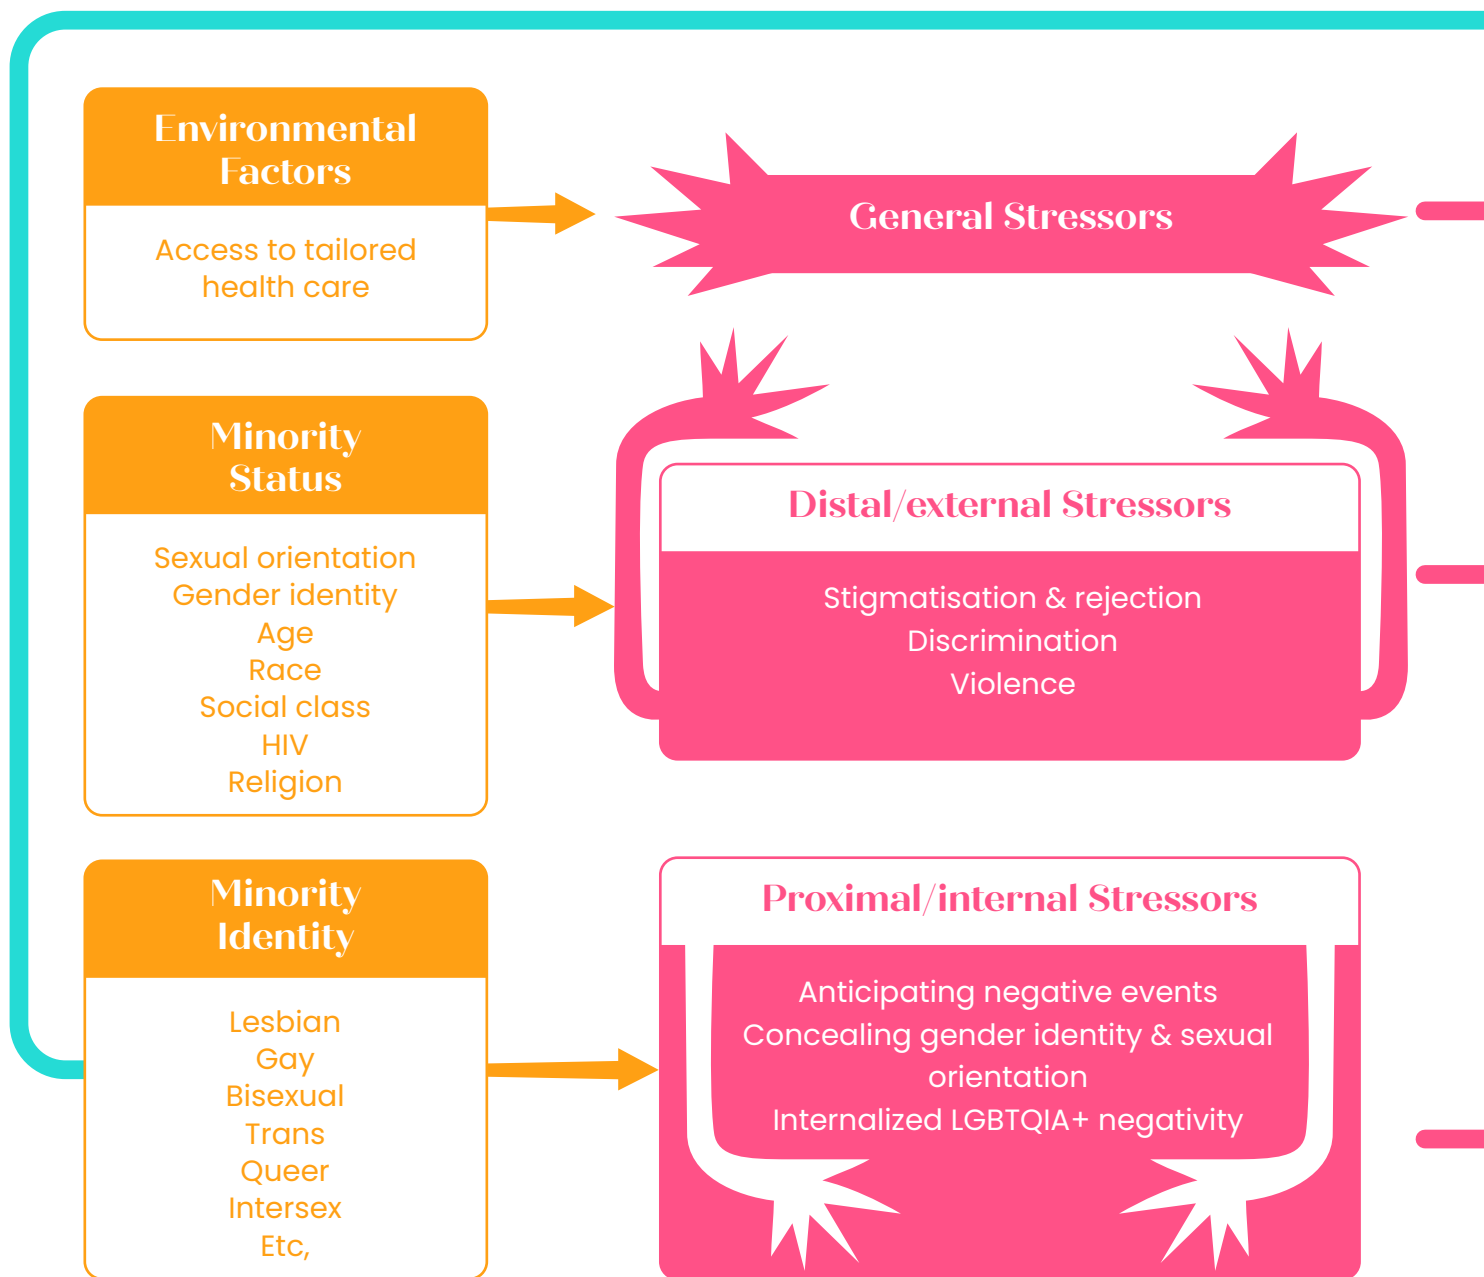 Environmental
Factors
Access to tailored
health care
General Stressors
Minority
Status
Sexual orientation
Gender identity
Age
Race
Social class
HIV
Religion
Distal/external Stressors
Stigmatisation & rejection
Discrimination
Violence
Minority
Identity
Lesbian
Gay
Bisexual
Trans
Queer
Intersex
Etc,
Proximal/internal Stressors
Anticipating negative events
Concealing gender identity & sexual
orientation
Internalized LGBTQIA+ negativity